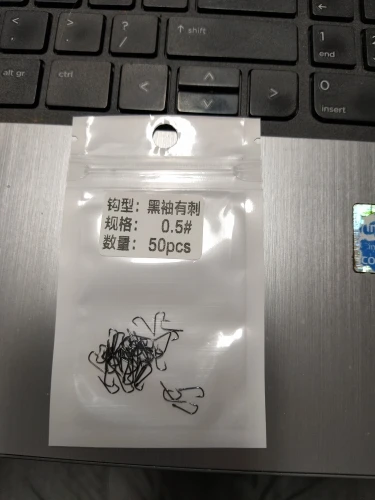 <
>
?
/
shift
1
end
alt gr
ctrl
<
>
0
insert
钩型：黑袖有刺
规格： 0.5#
数量： 50pcs